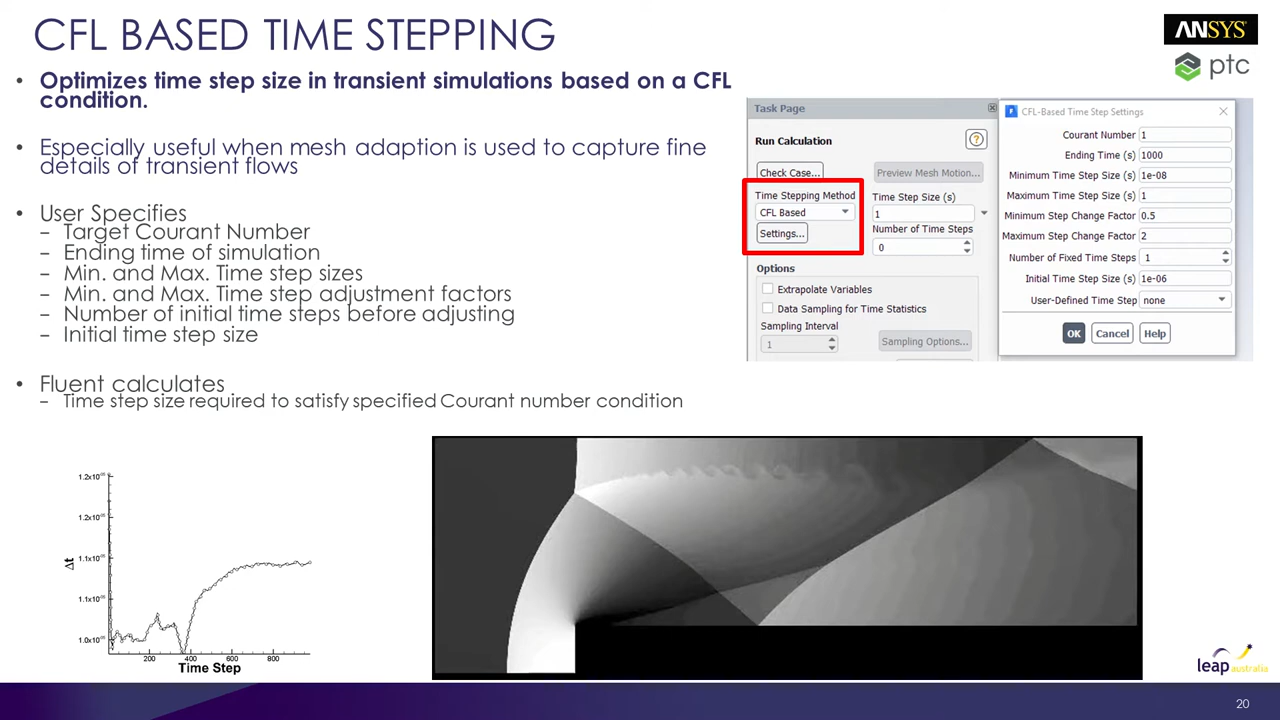 CFL BASED TIME STEPPING
ANSYS
ptc
• Optimizes time step size in transient simulations based on a CFL
condition.
• Especially useful when mesh adaption is used to capture fine
details of transient flows
• User Specifies
– Target Courant Number
– Ending time of simulation
– Min. and Max. Time step sizes
– Min. and Max. Time step adjustment factors
– Number of initial time steps before adjusting
– Initial time step size
• Fluent calculates
– Time step size required to satisfy specified Courant number condition
Task Page
Run Calculation
?
Check Case...
Preview Mesh Motion...
Time Stepping Method
Time Step Size (s)
CFL Based
1
Settings...
Number of Time Steps
0
Options
Extrapolate Variables
Data Sampling for Time Statistics
Sampling Interval
1
Sampling Options...
CFL-Based Time Step Settings
Courant Number 1
Ending Time (s) 1000
Minimum Time Step Size (s) 1e-08
Maximum Time Step (s) 1
Minimum Step Change Factor 0.5
Maximum Step Change Factor 2
Number of Fixed Time Steps 1
Initial Time Step Size (s) 1e-06
User-Defined Time Step none
OK Cancel Help
Δt
200 400 600 800
Time Step
leap australia
20